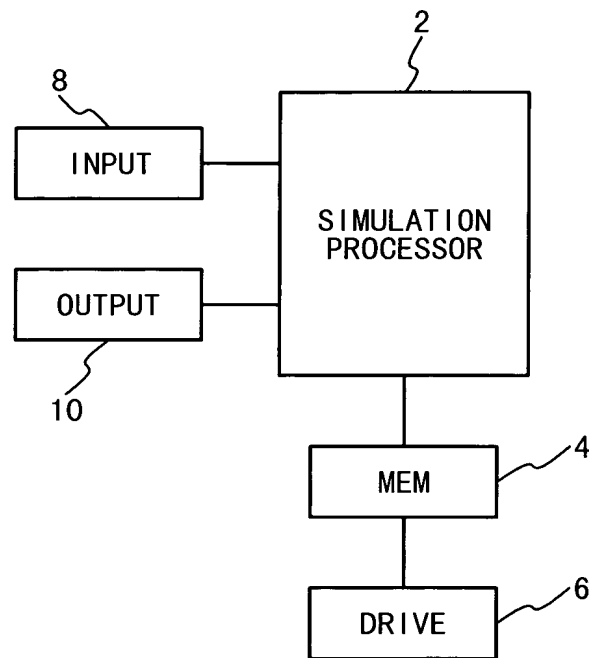 2
8
INPUT
SIMULATION
PROCESSOR
OUTPUT
10
4
MEM
6
DRIVE